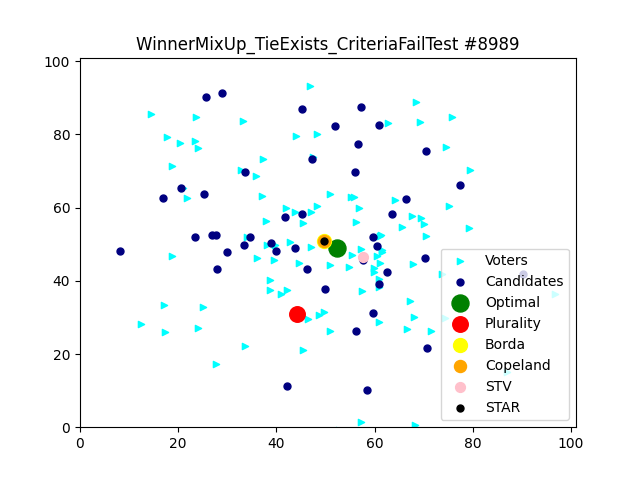 WinnerMixUp_TieExists_CriteriaFailTest #8989
100
80
60
40
20
0
0 20 40 60 80 100
Voters
Candidates
Optimal
Plurality
Borda
Copeland
STV
STAR